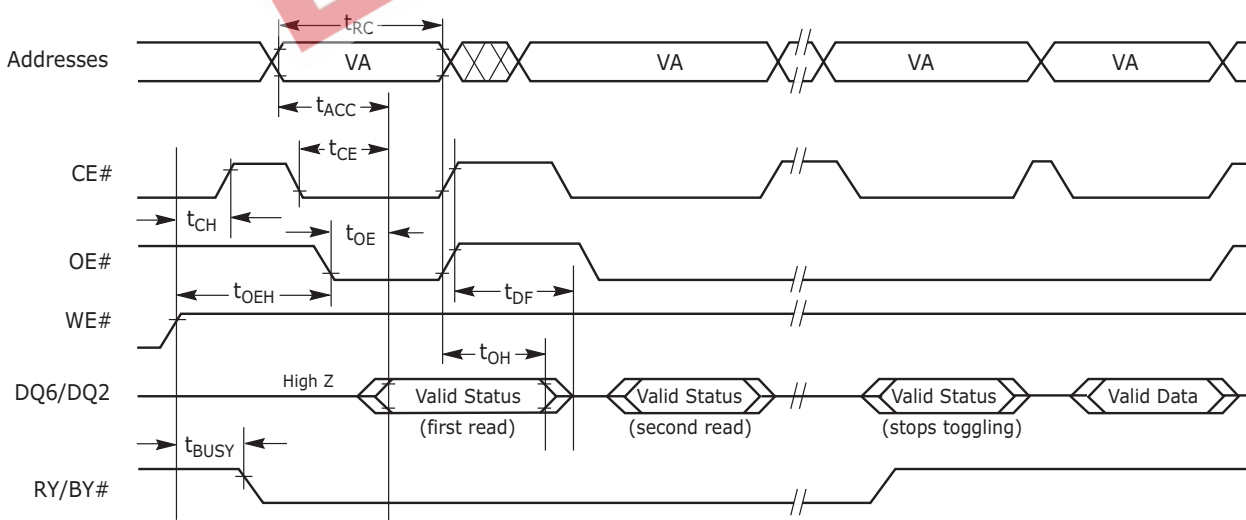 tRC
Addresses VA VA VA VA
tACC
tCE
CE#
tCH tOE
OE#
tOEH tDF
WE#
tOH
DQ6/DQ2 High Z Valid Status Valid Status Valid Status Valid Data
(first read) (second read) (stops toggling)
tBUSY
RY/BY#